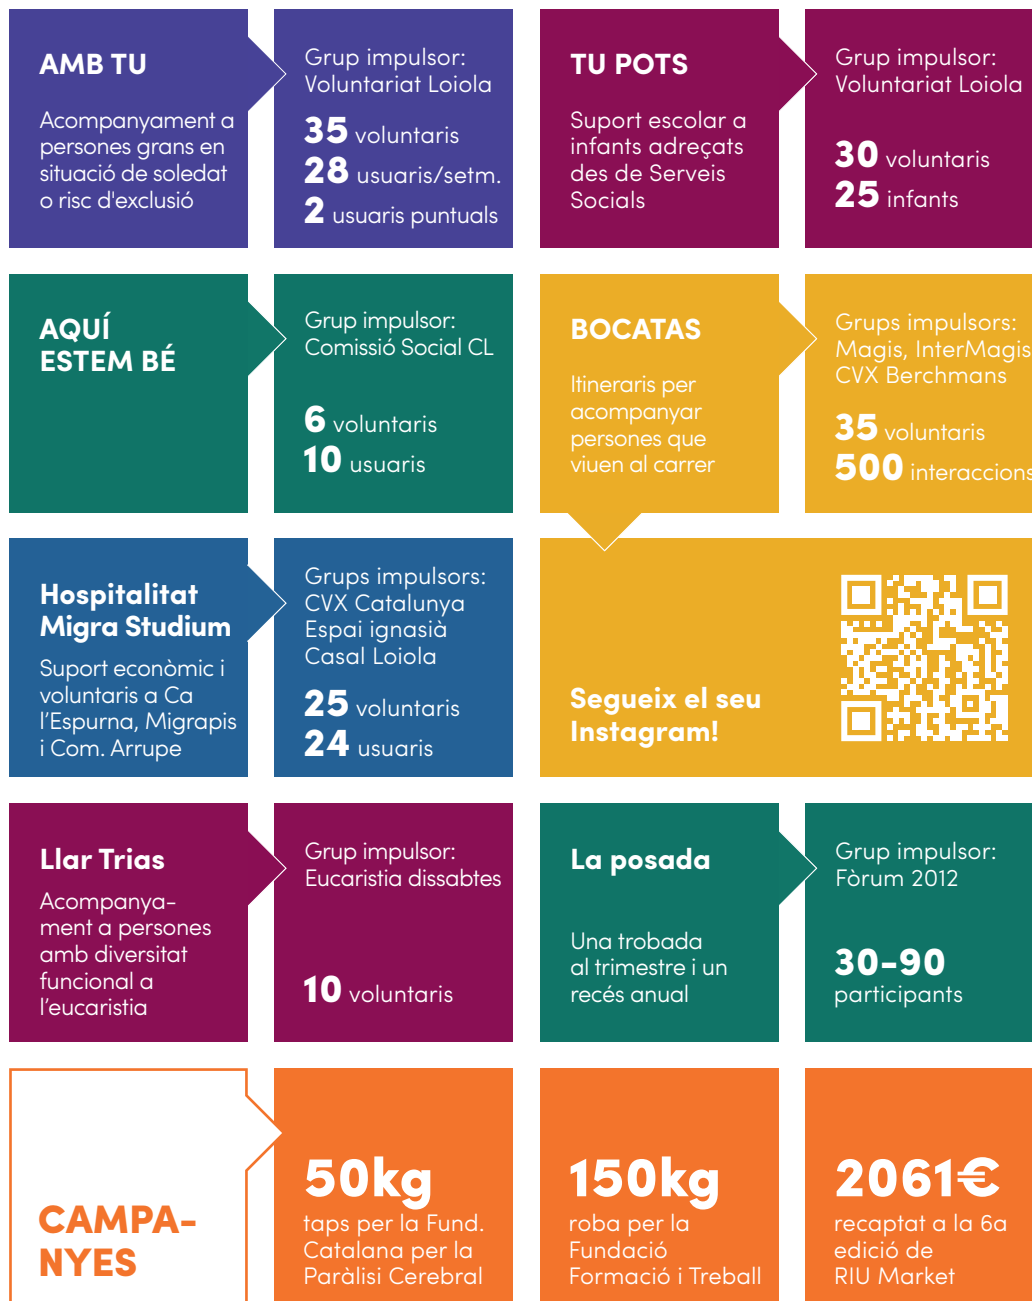 AMB TU
Acompanyament a
persones grans en
situació de soledat
o risc d'exclusió
Grup impulsor:
Voluntariat Loiola
35 voluntaris
28 usuaris/setm.
2 usuaris puntuals
TU POTS
Suport escolar a
infants adreçats
des de Serveis
Socials
Grup impulsor:
Voluntariat Loiola
30 voluntaris
25 infants
AQUÍ
ESTEM BÉ
Grup impulsor:
Comissió Social CL
6 voluntaris
10 usuaris
BOCATAS
Itineraris per
acompanyar
persones que
viuen al carrer
Grups impulsors:
Magis, InterMagis
CVX Berchmans
35 voluntaris
500 interaccions
Hospitalitat
Migra Studium
Suport econòmic i
voluntaris a Ca
l'Espurna, Migrapis
i Com. Arrupe
Grups impulsors:
CVX Catalunya
Espai ignasià
Casal Loiola
25 voluntaris
24 usuaris
Segueix el seu
Instagram!
Llar Trias
Acompanya-
ment a persones
amb diversitat
funcional a
l'eucaristia
Grup impulsor:
Eucaristia dissabtes
10 voluntaris
La posada
Una trobada
al trimestre i un
recés anual
Grup impulsor:
Fòrum 2012
30-90
participants
CAMPA-
NYES
50kg
taps per la Fund.
Catalana per la
Paràlisi Cerebral
150kg
roba per la
Fundació
Formació i Treball
2061€
recaptat a la 6a
edició de
RIU Market